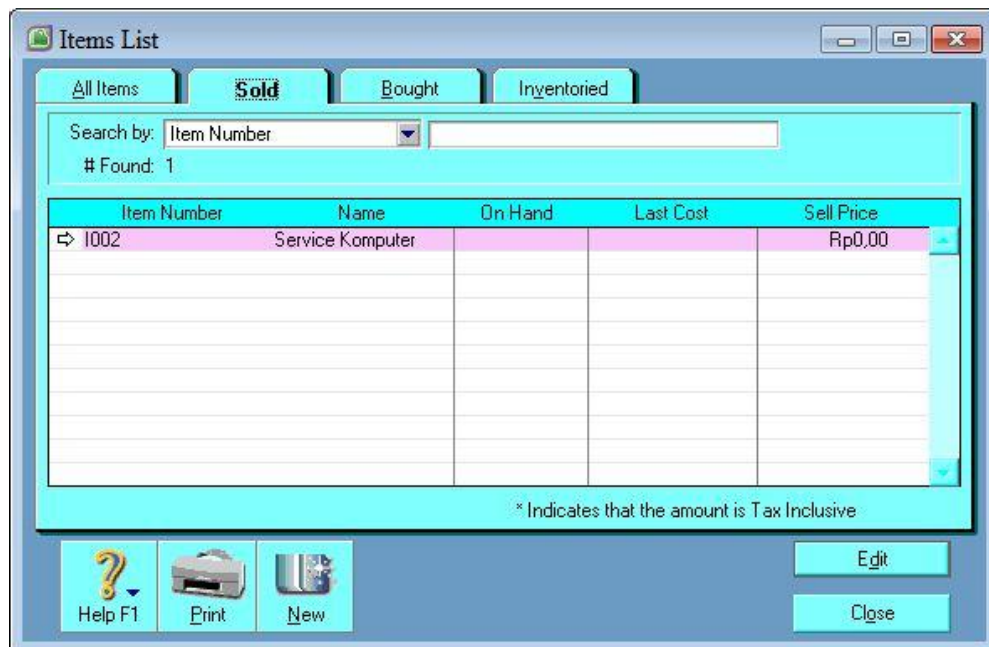 Items List
All Items Sold Bought Inventoried
Search by: Item Number
# Found: 1
Item Number Name On Hand Last Cost Sell Price
I002 Service Komputer Rp0,00
* Indicates that the amount is Tax Inclusive
Help F1 Print New
Edit
Close